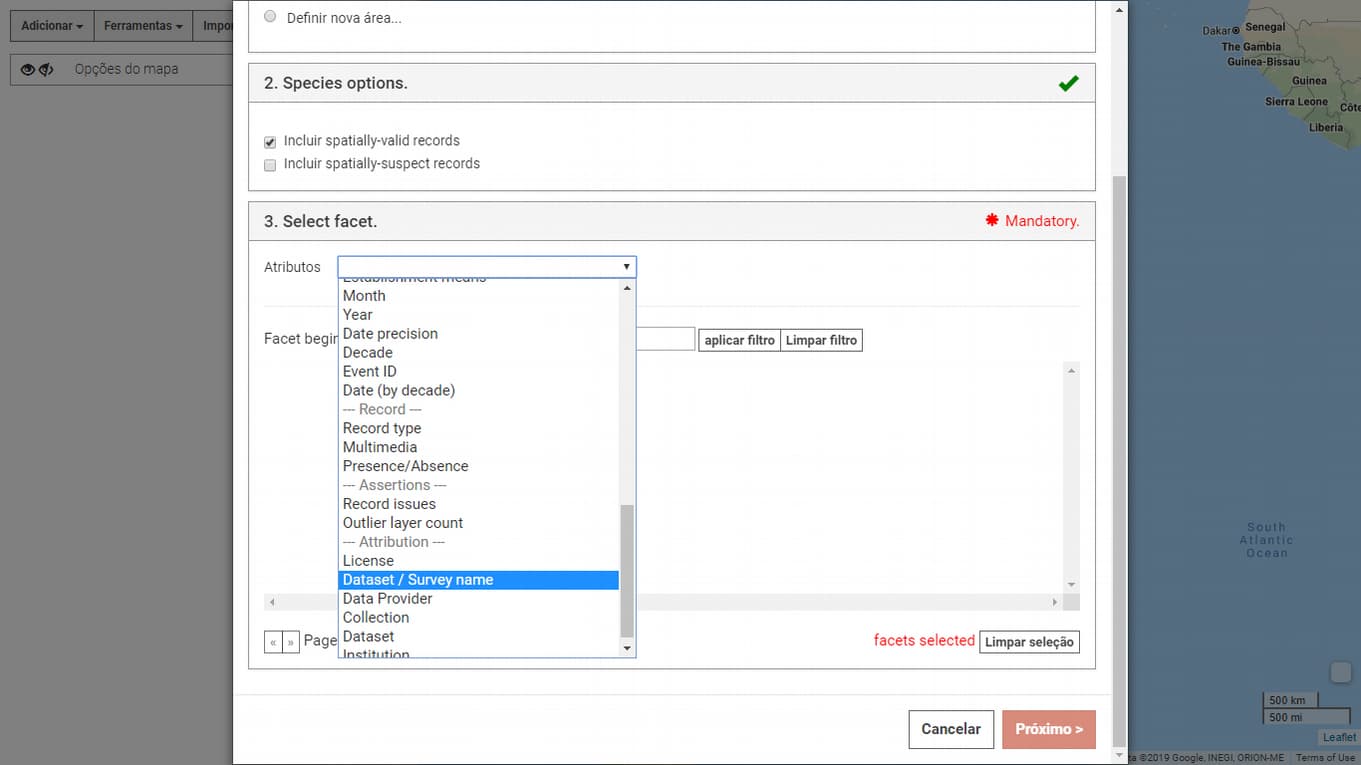 Adicionar
Ferramentas
Impor
Opções do mapa
Definir nova área...
2. Species options.
Incluir spatially-valid records
Incluir spatially-suspect records
3. Select facet.
Mandatory.
Atributos
Establishment means
Month
Year
Date precision
Decade
Event ID
Date (by decade)
--- Record ---
Record type
Multimedia
Presence/Absence
--- Assertions ---
Record issues
Outlier layer count
--- Attribution ---
License
Dataset / Survey name
Data Provider
Collection
Dataset
Institution
Facet begin
aplicar filtro
Limpar filtro
« » Page
facets selected
Limpar seleção
Cancelar
Próximo >
Dakar
Senegal
The Gambia
Guinea-Bissau
Guinea
Sierra Leone
Côte
Liberia
South
Atlantic
Ocean
500 km
500 mi
Leaflet
ta ©2019 Google, INEGI, ORION-ME
Terms of Use